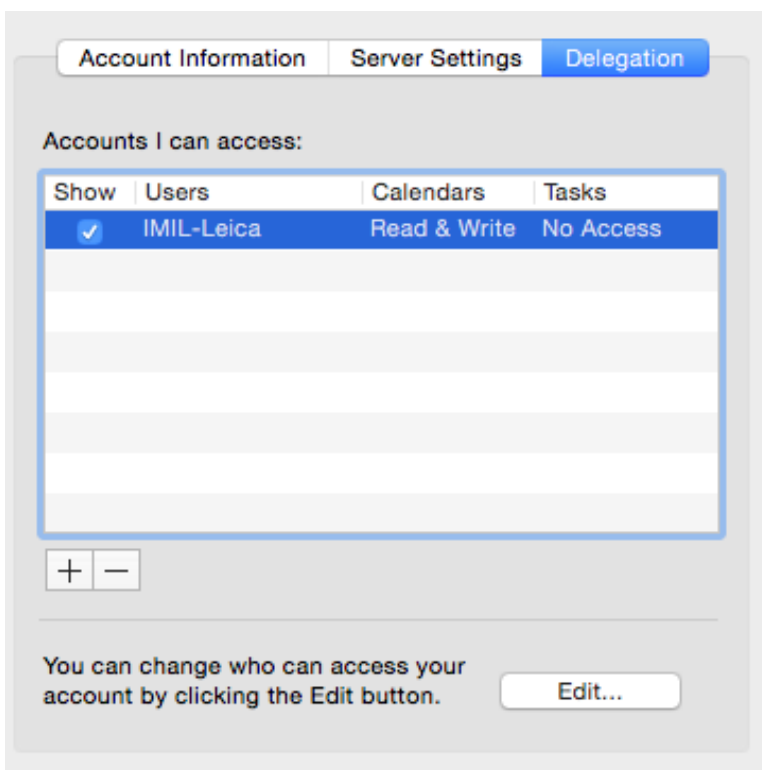 Account Information Server Settings Delegation
Accounts I can access:
Show Users Calendars Tasks
IMIL-Leica Read & Write No Access
You can change who can access your
account by clicking the Edit button.
Edit...